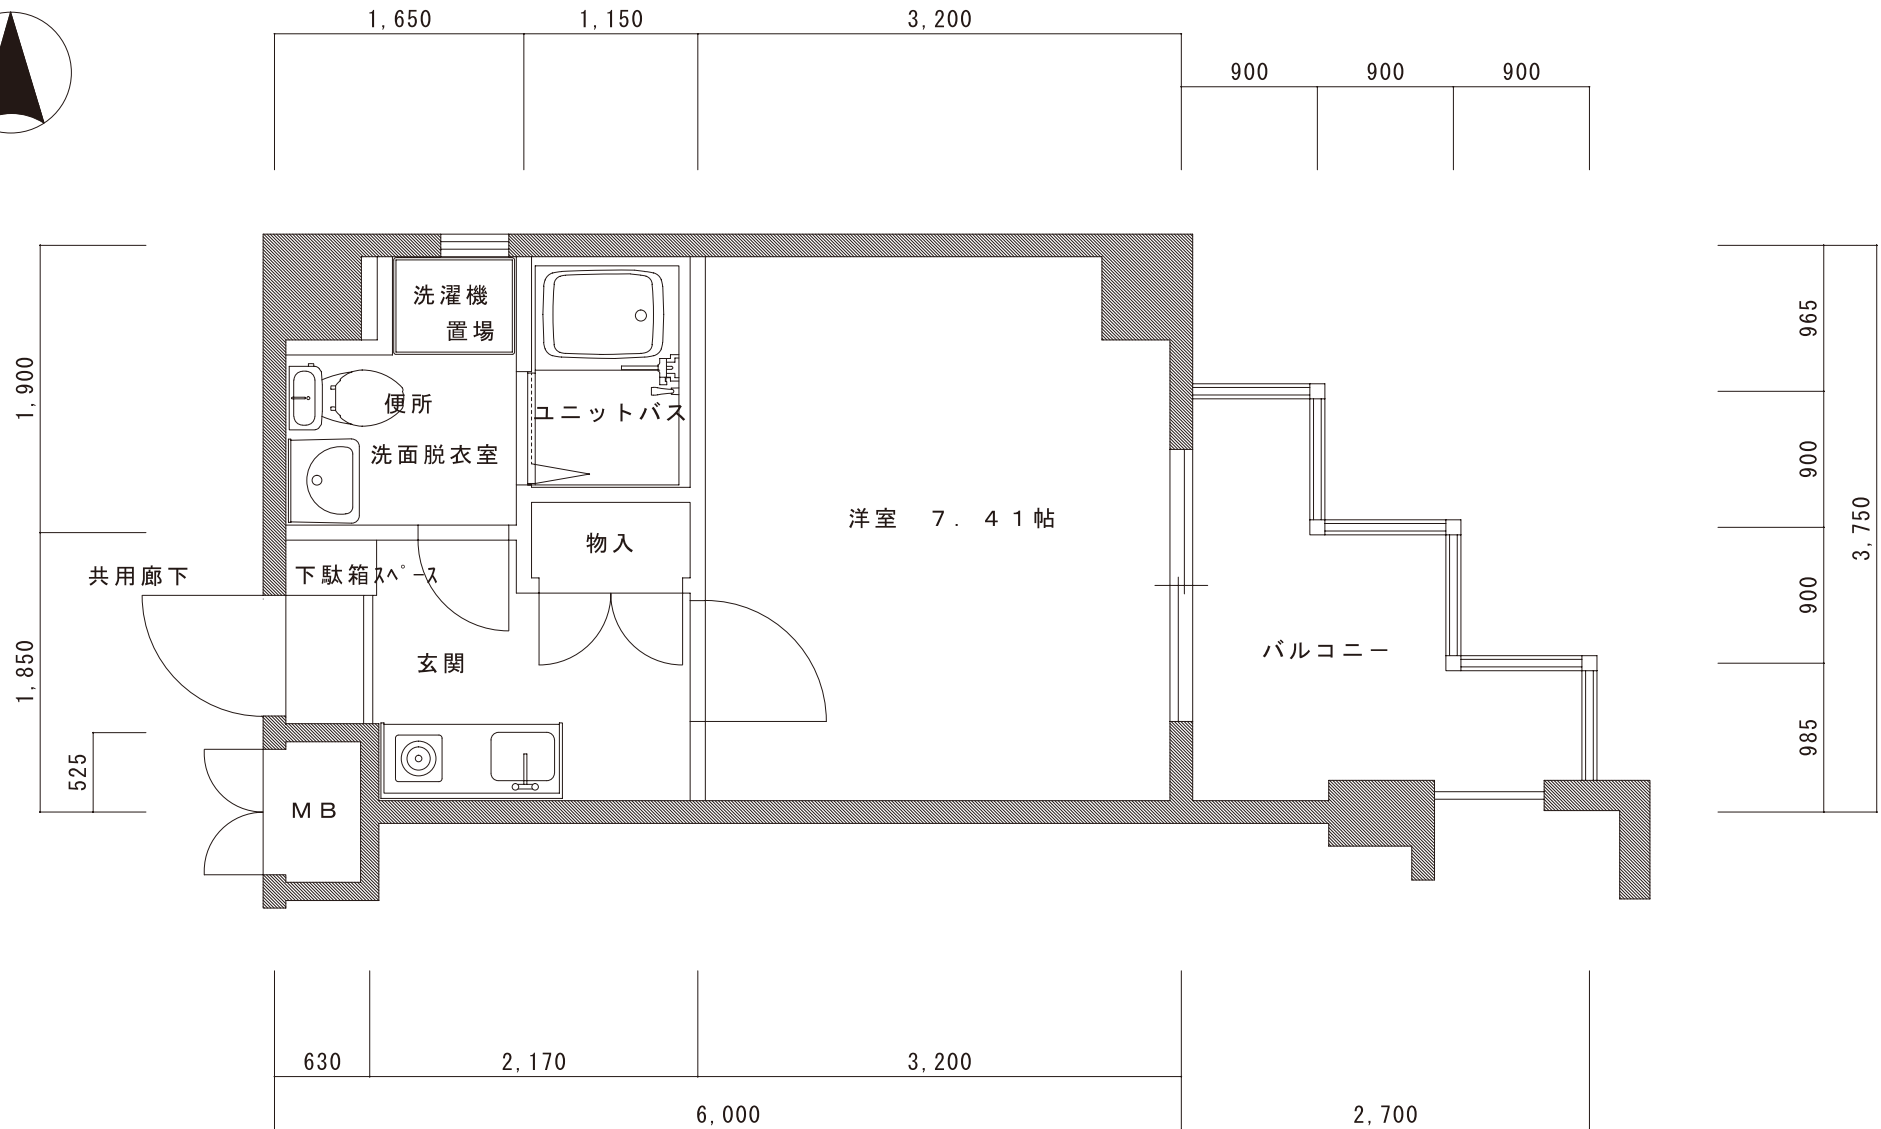 1,650
1,150
3,200
900
900
900
洗濯機
置場
便所
洗面脱衣室
ユニットバス
物入
洋室　７．４１帖
下駄箱ｽﾍﾟｰｽ
共用廊下
玄関
バルコニー
ＭＢ
1,900
1,850
525
965
900
900
985
3,750
630
2,170
3,200
6,000
2,700